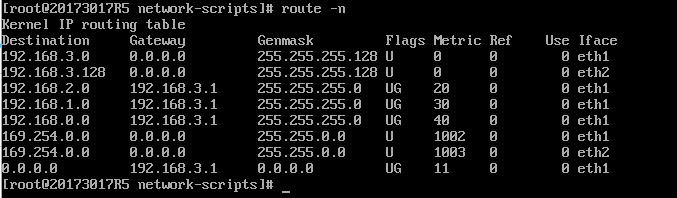 [root@20173017R5 network-scripts]# route -n
Kernel IP routing table
Destination Gateway Genmask Flags Metric Ref Use Iface
192.168.3.0 0.0.0.0 255.255.255.128 U 0 0 0 eth1
192.168.3.128 0.0.0.0 255.255.255.128 U 0 0 0 eth2
192.168.2.0 192.168.3.1 255.255.255.0 UG 20 0 0 eth1
192.168.1.0 192.168.3.1 255.255.255.0 UG 30 0 0 eth1
192.168.0.0 192.168.3.1 255.255.255.0 UG 40 0 0 eth1
169.254.0.0 0.0.0.0 255.255.0.0 U 1002 0 0 eth1
169.254.0.0 0.0.0.0 255.255.0.0 U 1003 0 0 eth2
0.0.0.0 192.168.3.1 0.0.0.0 UG 11 0 0 eth1
[root@20173017R5 network-scripts]# _